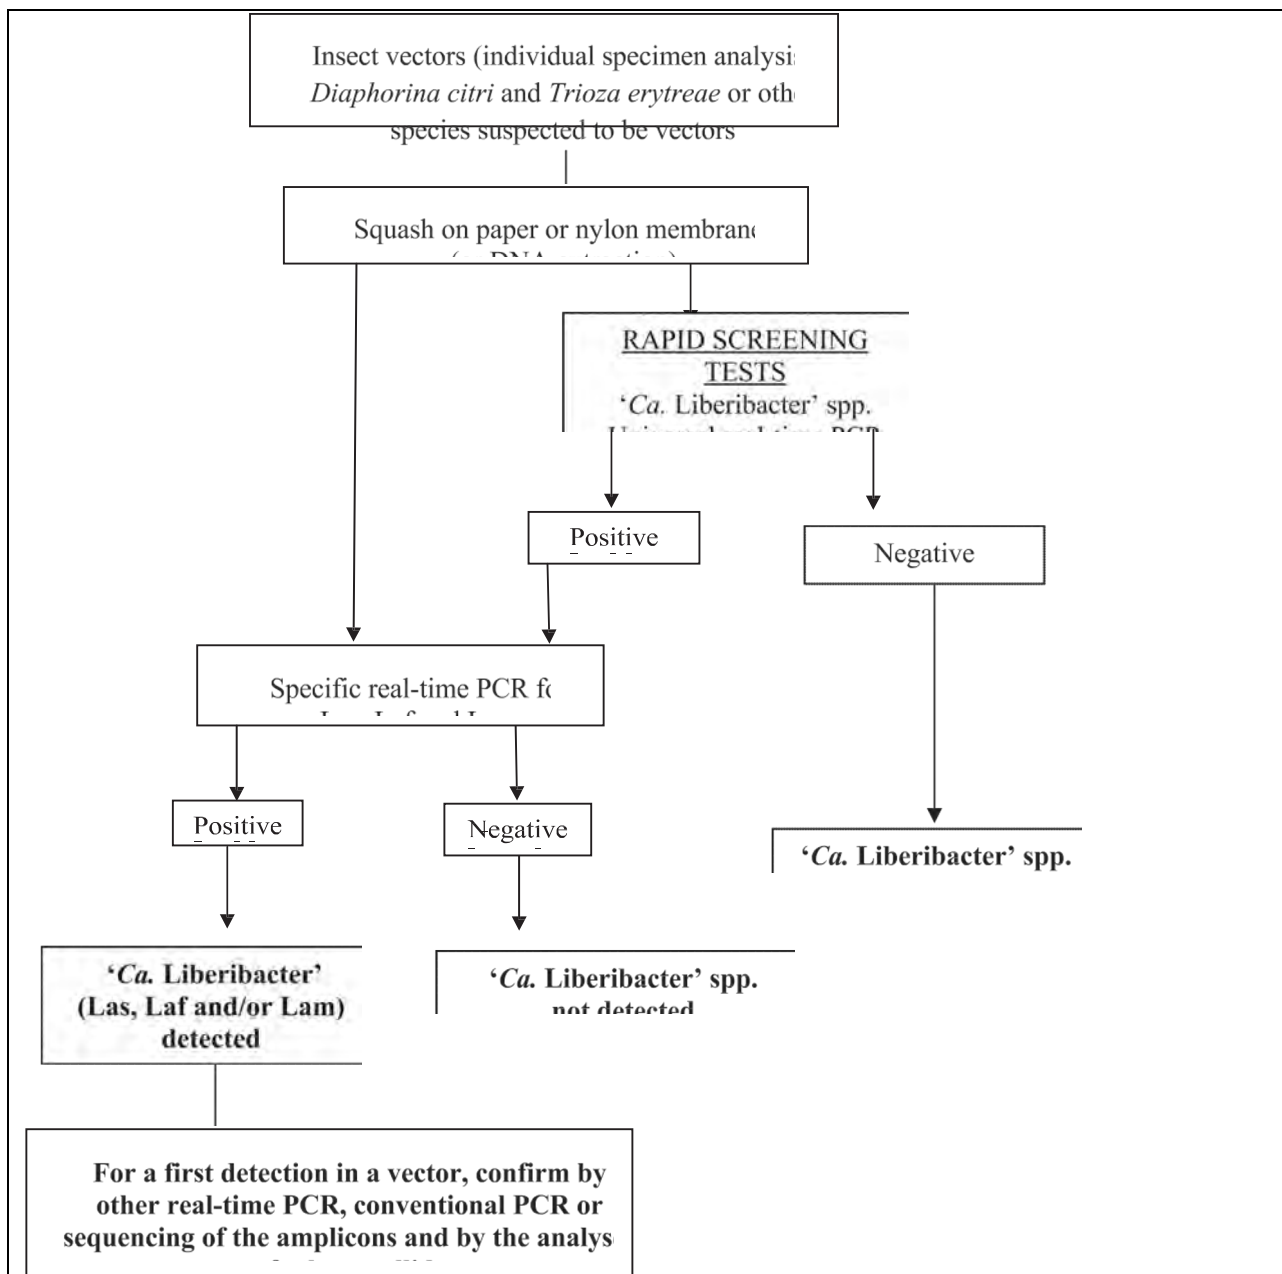 Insect vectors (individual specimen analysis
Diaphorina citri and Trioza erytreae or oth
species suspected to be vectors
Squash on paper or nylon membrane
RAPID SCREENING
TESTS
‘Ca. Liberibacter’ spp.
Positive
Negative
Specific real-time PCR fo
Positive
Negative
‘Ca. Liberibacter’ spp.
‘Ca. Liberibacter’
(Las, Laf and/or Lam)
detected
‘Ca. Liberibacter’ spp.
not detected
For a first detection in a vector, confirm by
other real-time PCR, conventional PCR or
sequencing of the amplicons and by the analys